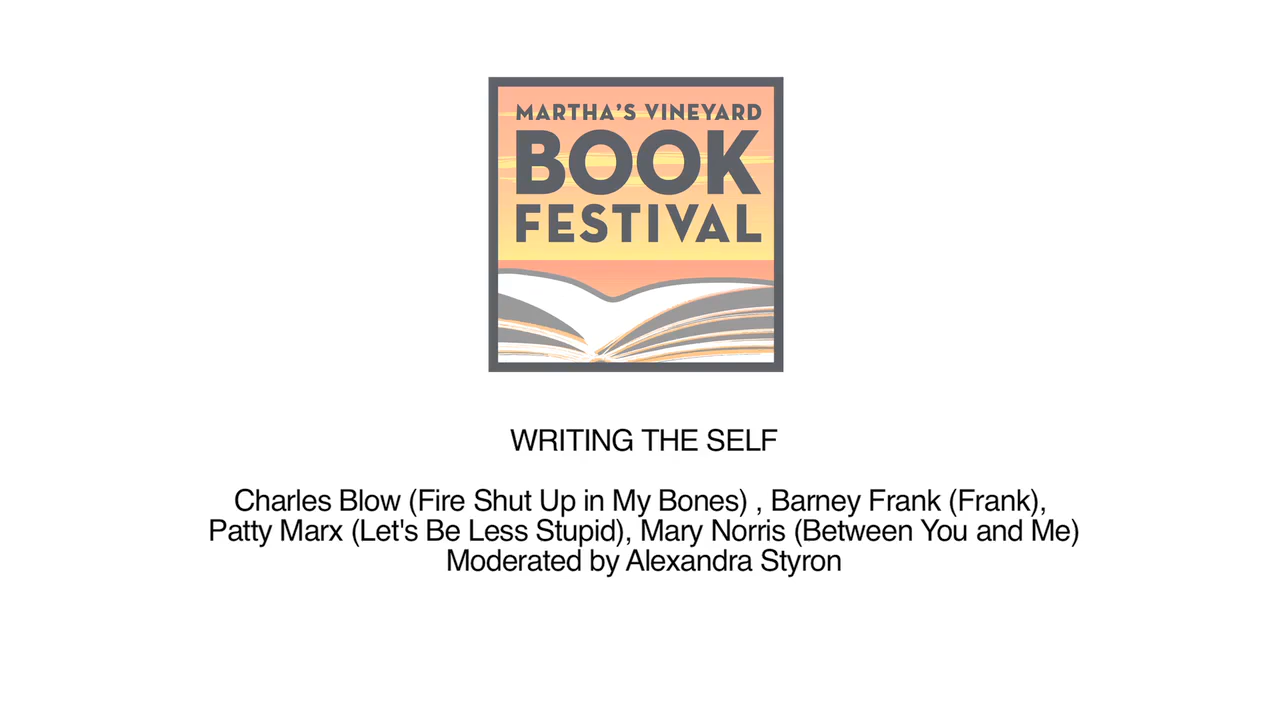 MARTHA'S VINEYARD
BOOK
FESTIVAL
WRITING THE SELF
Charles Blow (Fire Shut Up in My Bones) , Barney Frank (Frank),
Patty Marx (Let's Be Less Stupid), Mary Norris (Between You and Me)
Moderated by Alexandra Styron